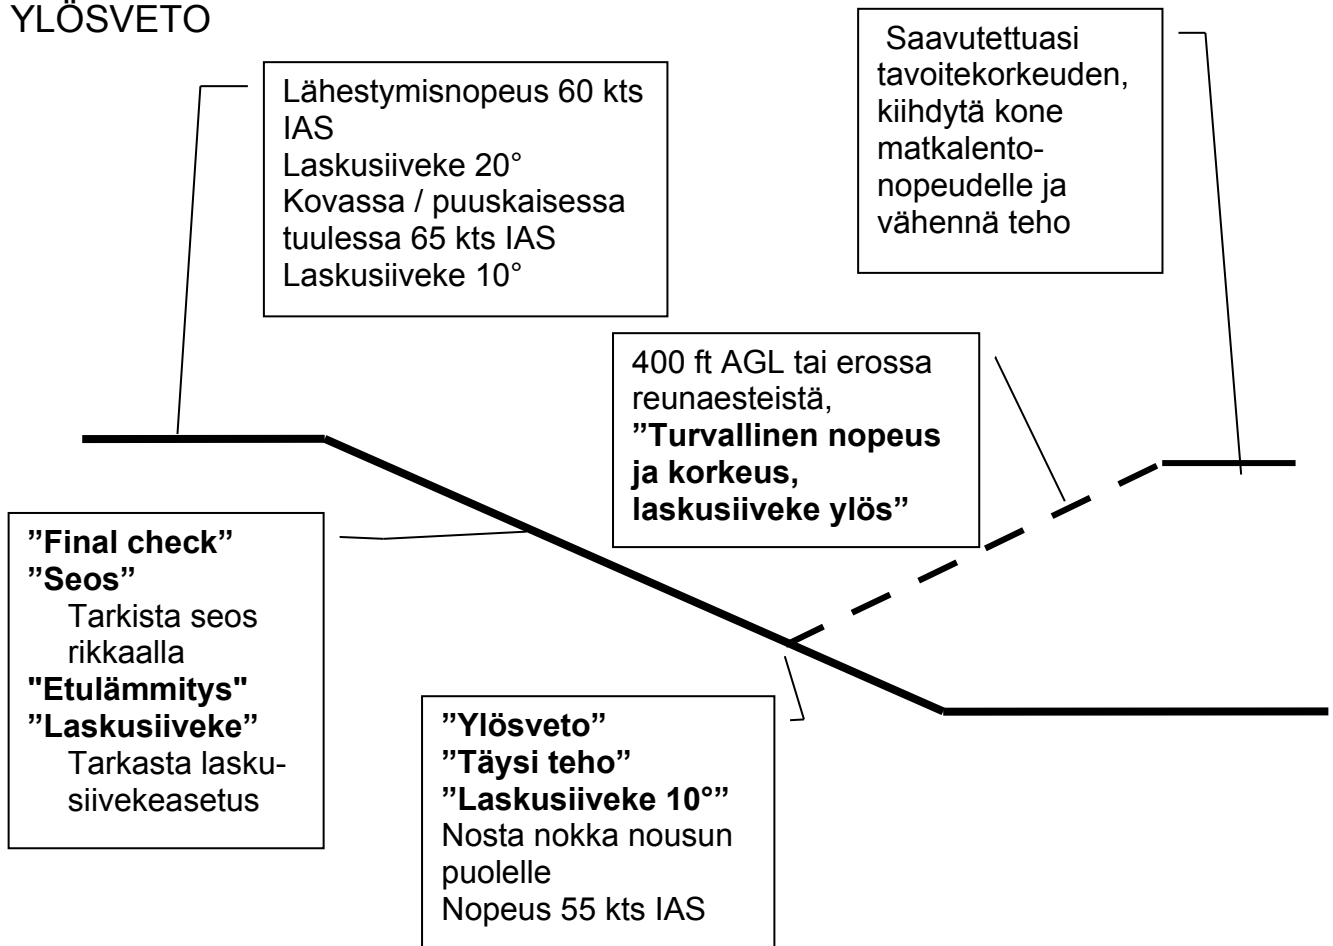 YLÖSVETO
Lähestymisnopeus 60 kts
IAS
Laskusiiveke 20°
Kovassa / puuskaisessa
tuulessa 65 kts IAS
Laskusiiveke 10°
Saavutettuasi
tavoitekorkeuden,
kiihdytä kone
matkalento-
nopeudelle ja
vähennä teho
400 ft AGL tai erossa
reunaesteistä,
”Turvallinen nopeus
ja korkeus,
laskusiiveke ylös”
”Final check”
”Seos”
Tarkista seos
rikkaalla
"Etulämmitys"
”Laskusiiveke”
Tarkasta lasku-
siivekeasetus
”Ylösveto”
”Täysi teho”
”Laskusiiveke 10°”
Nosta nokka nousun
puolelle
Nopeus 55 kts IAS